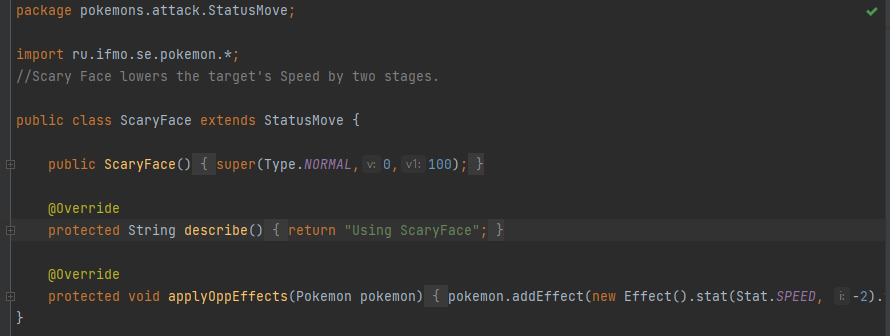 package pokemons.attack.StatusMove;
import ru.ifmo.se.pokemon.*;
//Scary Face lowers the target's Speed by two stages.
public class ScaryFace extends StatusMove {
public ScaryFace() { super(Type.NORMAL, v: 0, v1: 100); }
@Override
protected String describe() { return "Using ScaryFace"; }
@Override
protected void applyOppEffects(Pokemon pokemon) { pokemon.addEffect(new Effect().stat(Stat.SPEED, i: -2).
}